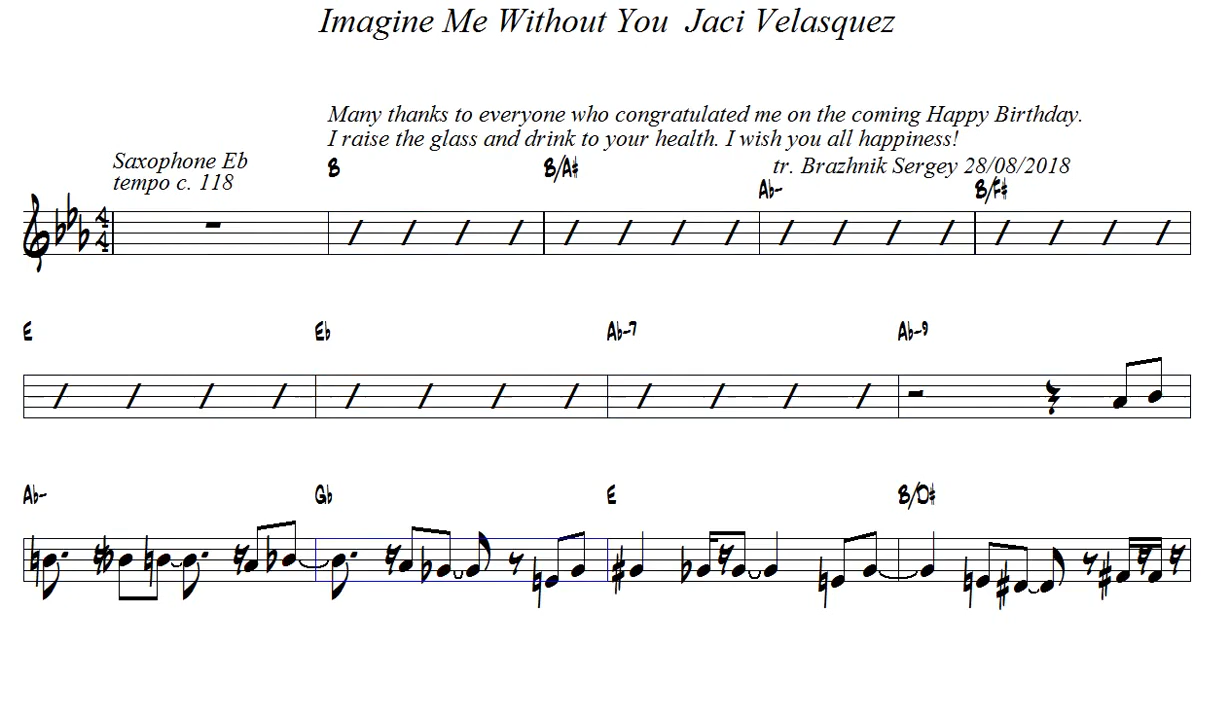 Imagine Me Without You Jaci Velasquez
Many thanks to everyone who congratulated me on the coming Happy Birthday.
I raise the glass and drink to your health. I wish you all happiness!
Saxophone Eb
tempo c. 118
tr. Brazhnik Sergey 28/08/2018
B B/A♯ Ab- B/F♯
4
4
E Eb Ab-7 Ab-9
Ab- Gb E B/D♯